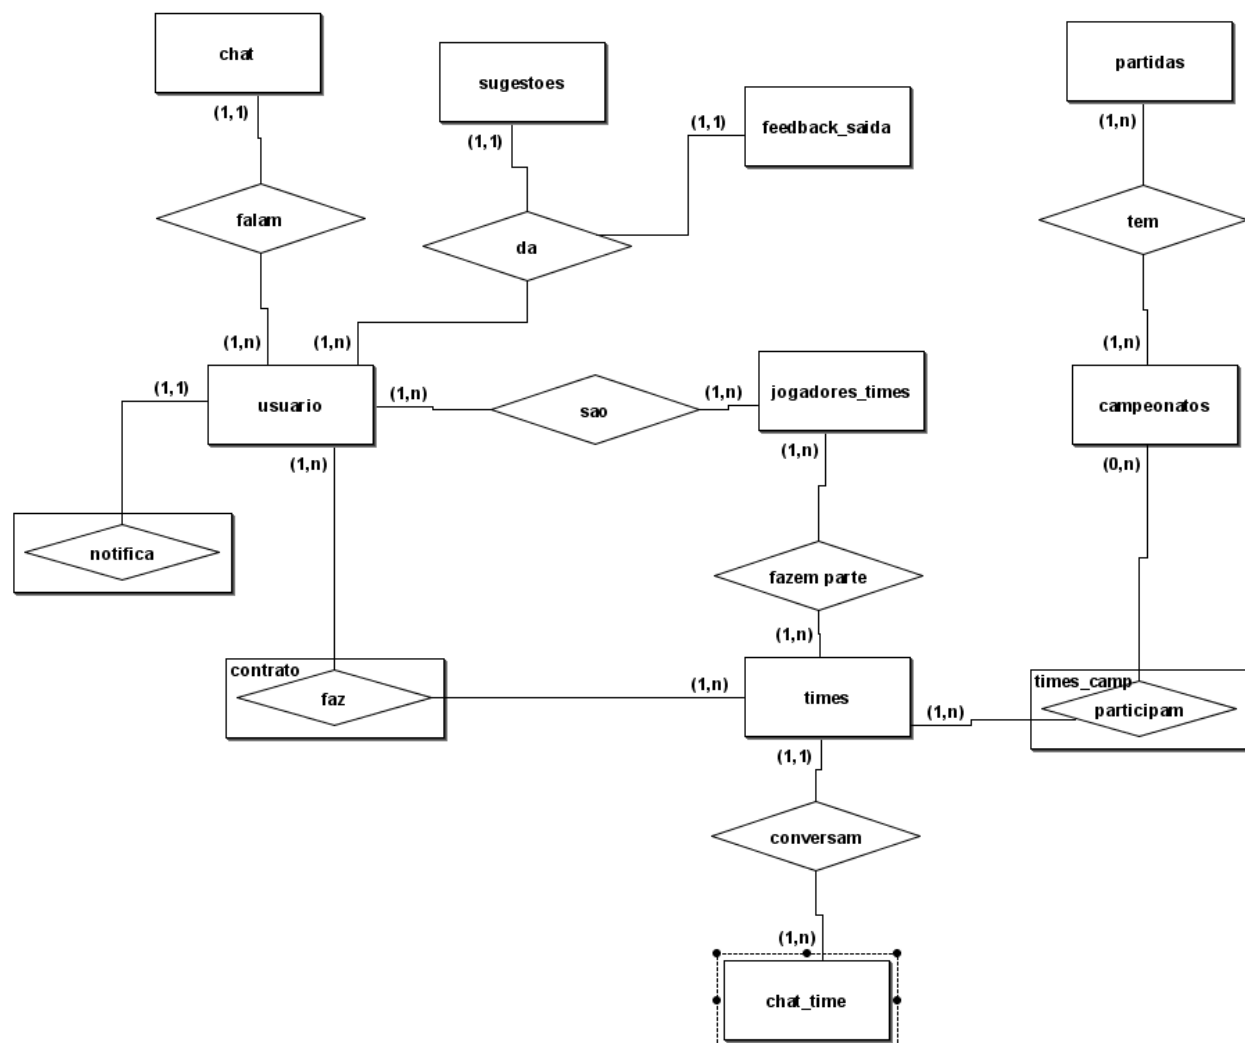 chat
sugestoes
partidas
(1,1)
(1,1)
(1,1)
feedback_saida
(1,n)
falam
da
tem
(1,n)
(1,n)
(1,n)
(1,1)
usuario
(1,n)
sao
(1,n)
jogadores_times
campeonatos
(1,n)
(1,n)
(0,n)
notifica
fazem parte
(1,n)
contrato
faz
(1,n)
times
times_camp
participam
(1,n)
(1,1)
conversam
(1,n)
chat_time